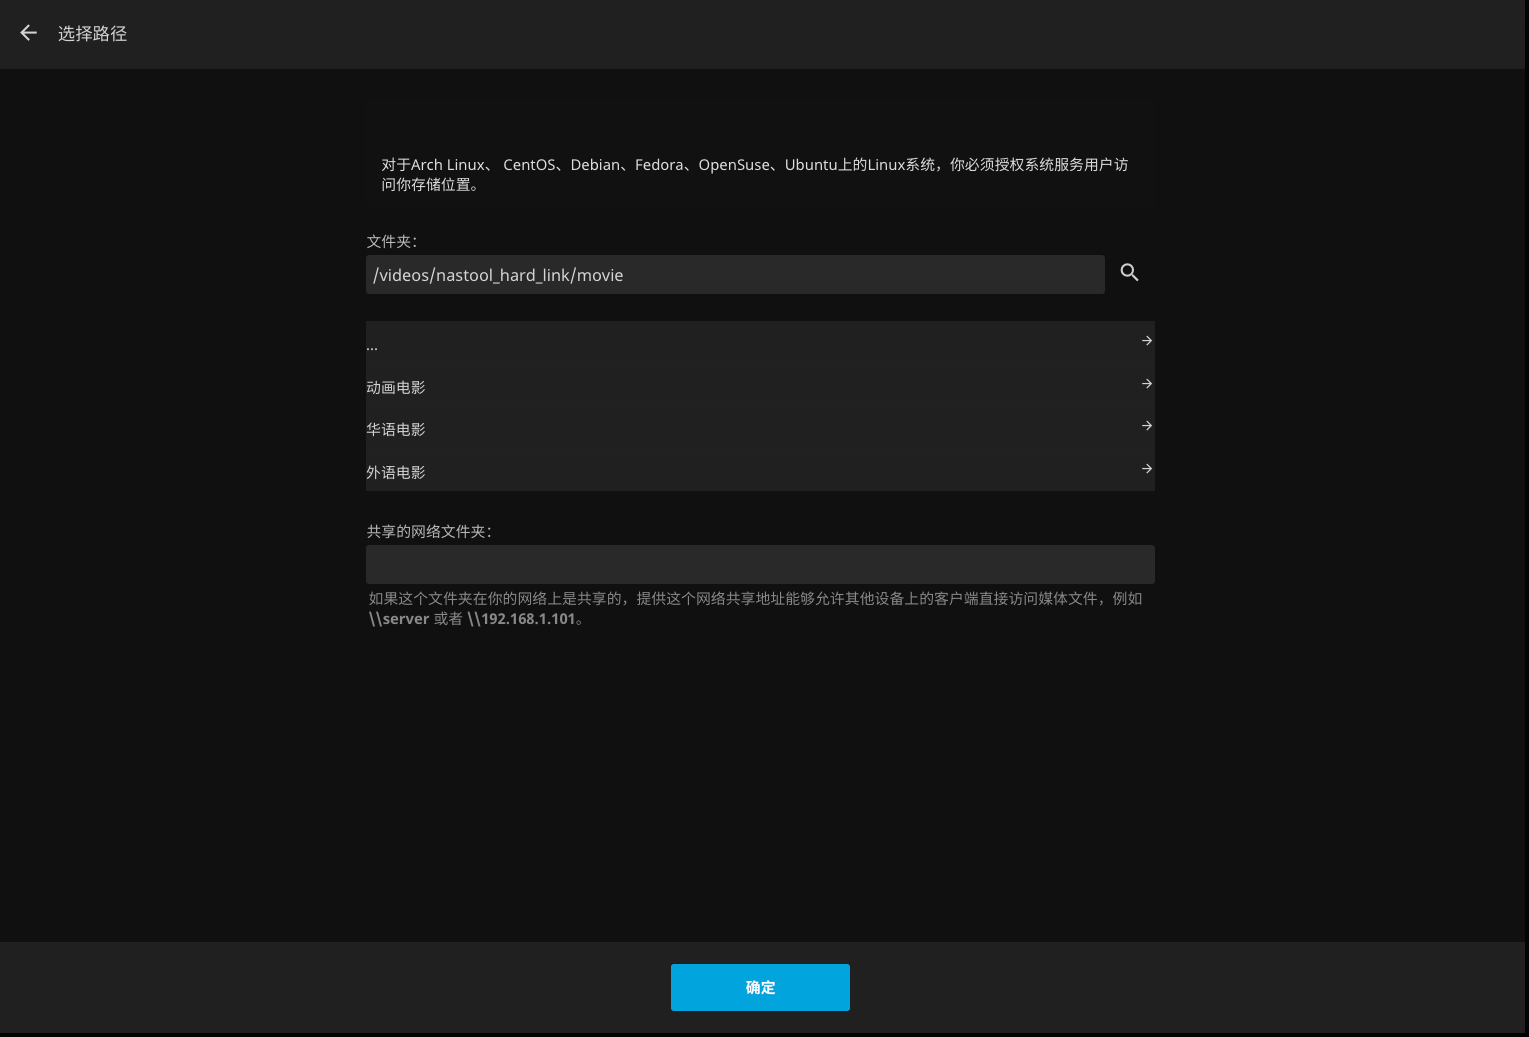 选择路径
对于Arch Linux、 CentOS、Debian、Fedora、OpenSuse、Ubuntu上的Linux系统，你必须授权系统服务用户访
问你存储位置。
文件夹：
/videos/nastool_hard_link/movie
...
动画电影
华语电影
外语电影
共享的网络文件夹：
如果这个文件夹在你的网络上是共享的，提供这个网络共享地址能够允许其他设备上的客户端直接访问媒体文件，例如
\\server 或者 \\192.168.1.101。
确定